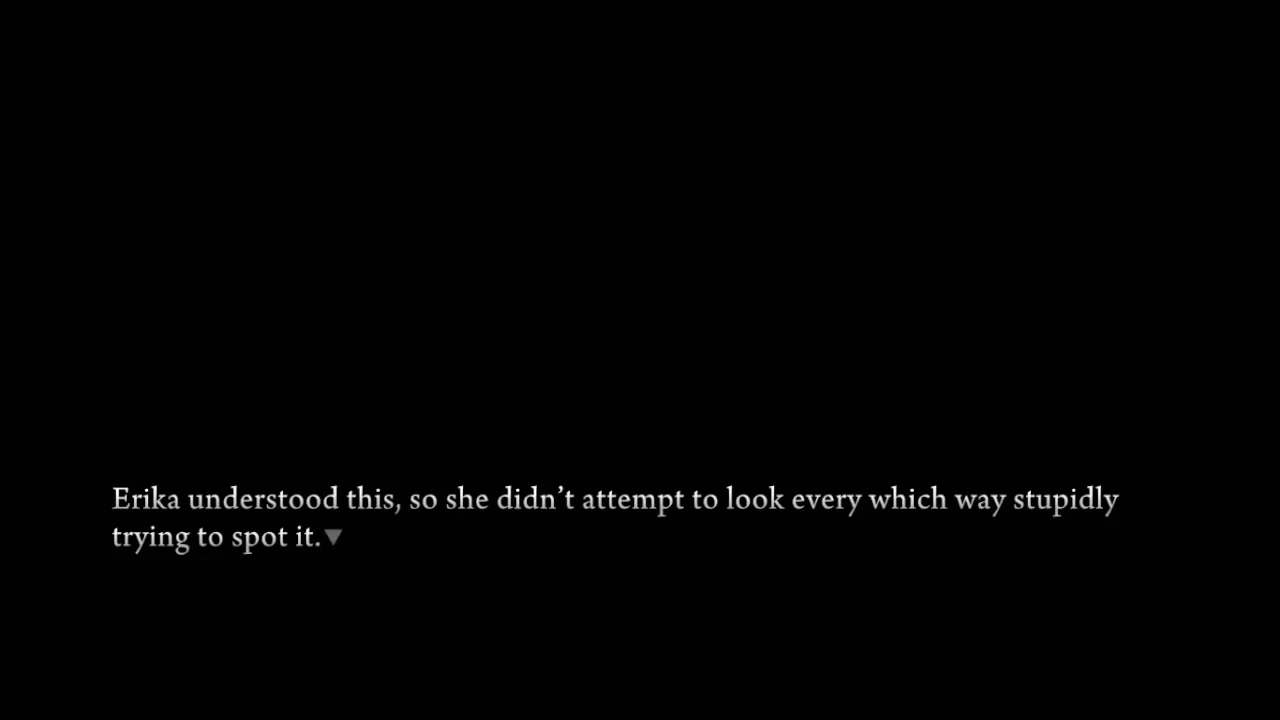 Erika understood this, so she didn’t attempt to look every which way stupidly
trying to spot it.